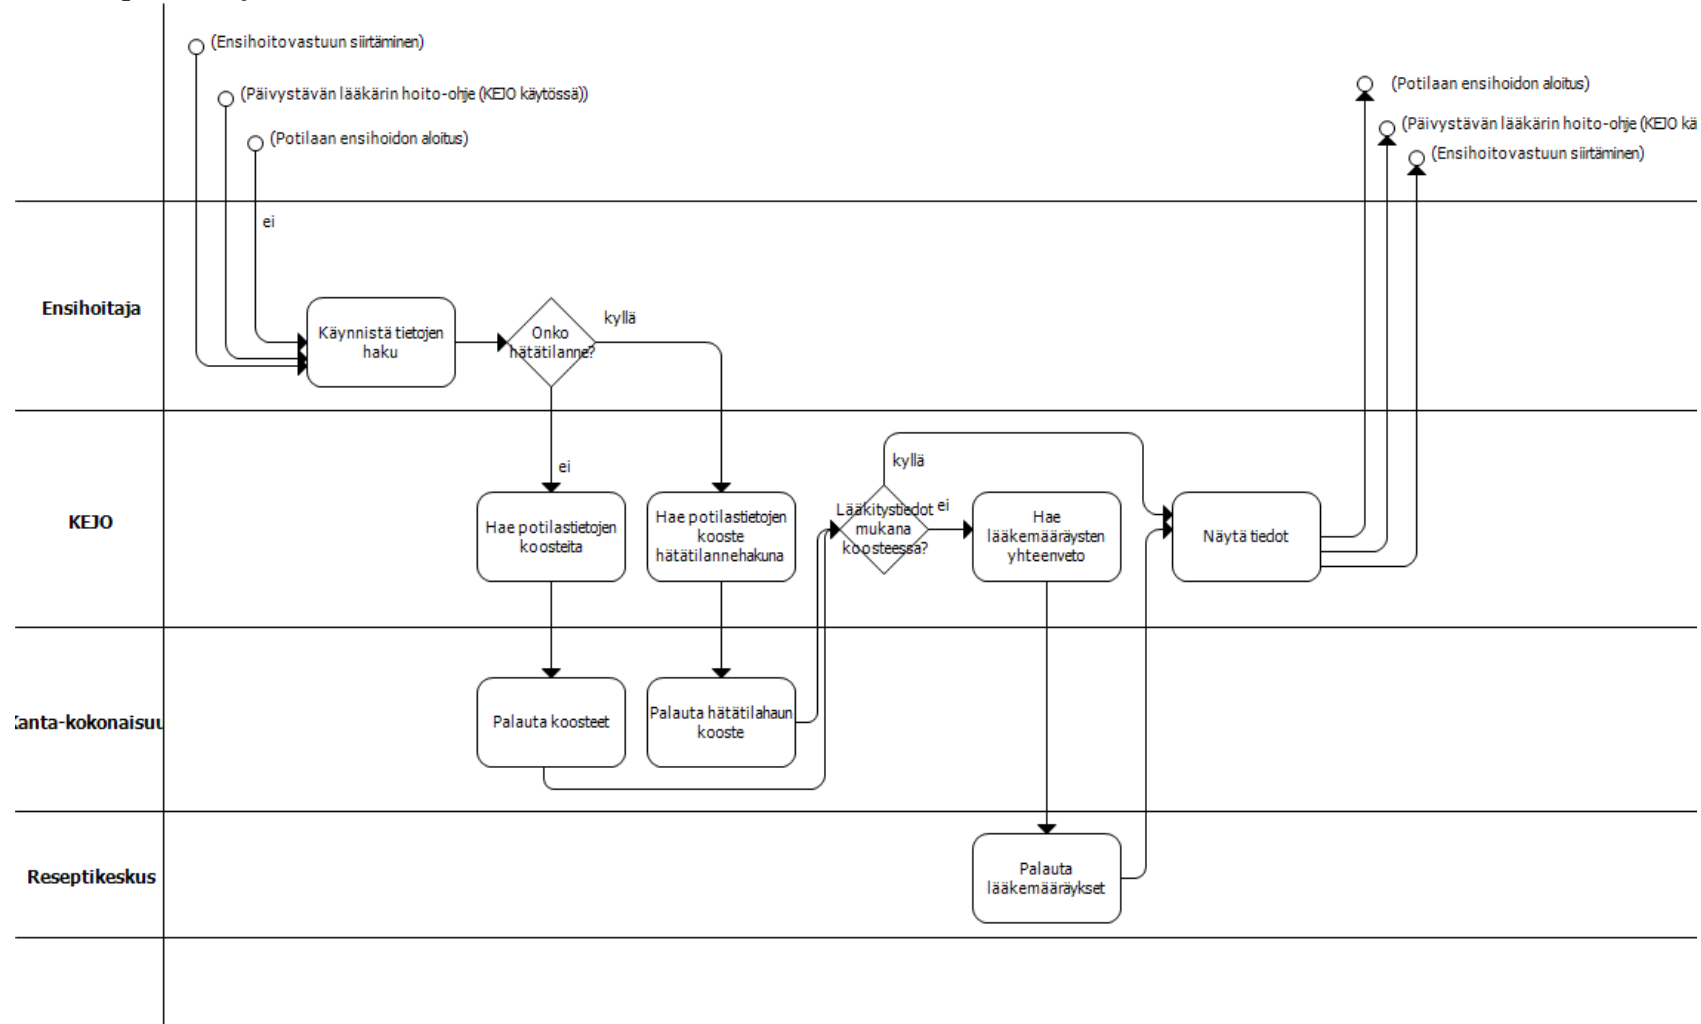 (Ensihoitovastuun siirtäminen)
(Päivystävän lääkärin hoito-ohje (KEJO käytössä))
(Potilaan ensihoidon aloitus)
(Potilaan ensihoidon aloitus)
(Päivystävän lääkärin hoito-ohje (KEJO kä
(Ensihoitovastuun siirtäminen)
ei
Ensihoitaja
Käynnistä tietojen
haku
Onko
hätätilanne?
kyllä
KEJO
ei
Hae potilastietojen
koosteita
Hae potilastietojen
kooste
hätätilannehakuna
kyllä
Lääkitystiedot
mukana
koosteessa?
ei
Hae
lääkemääräysten
yhteenveto
Näytä tiedot
Kanta-kokonaisuu
Palauta koosteet
Palauta hätätilahaun
kooste
Reseptikeskus
Palauta
lääkemääräykset